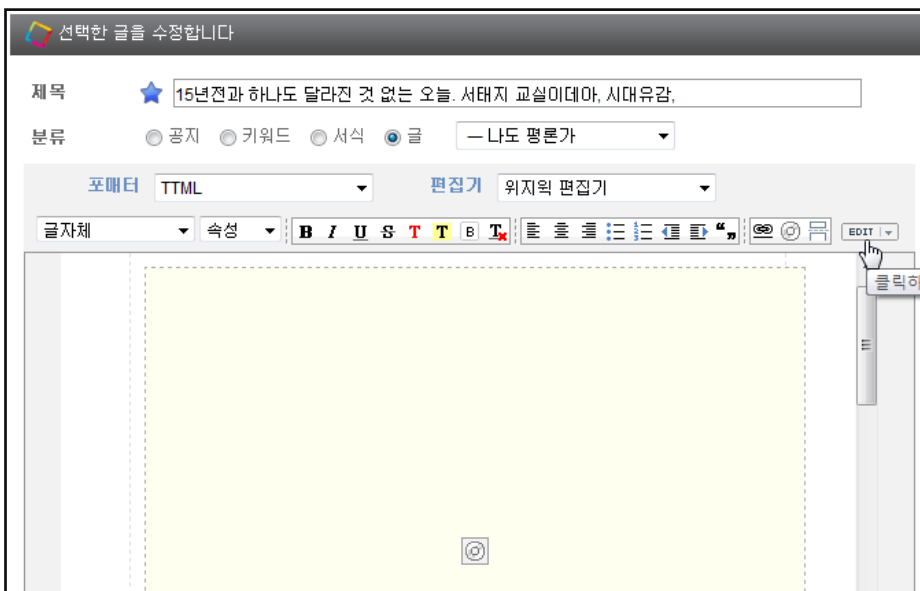 선택한 글을 수정합니다
제목 15년전과 하나도 달라진 것 없는 오늘. 서태지 교실이데아, 시대유감,
분류 공지 키워드 서식 글 ― 나도 평론가
포매터 TTML 편집기 위지윅 편집기
글자체 속성 B I U S T T B T EDIT
클릭하